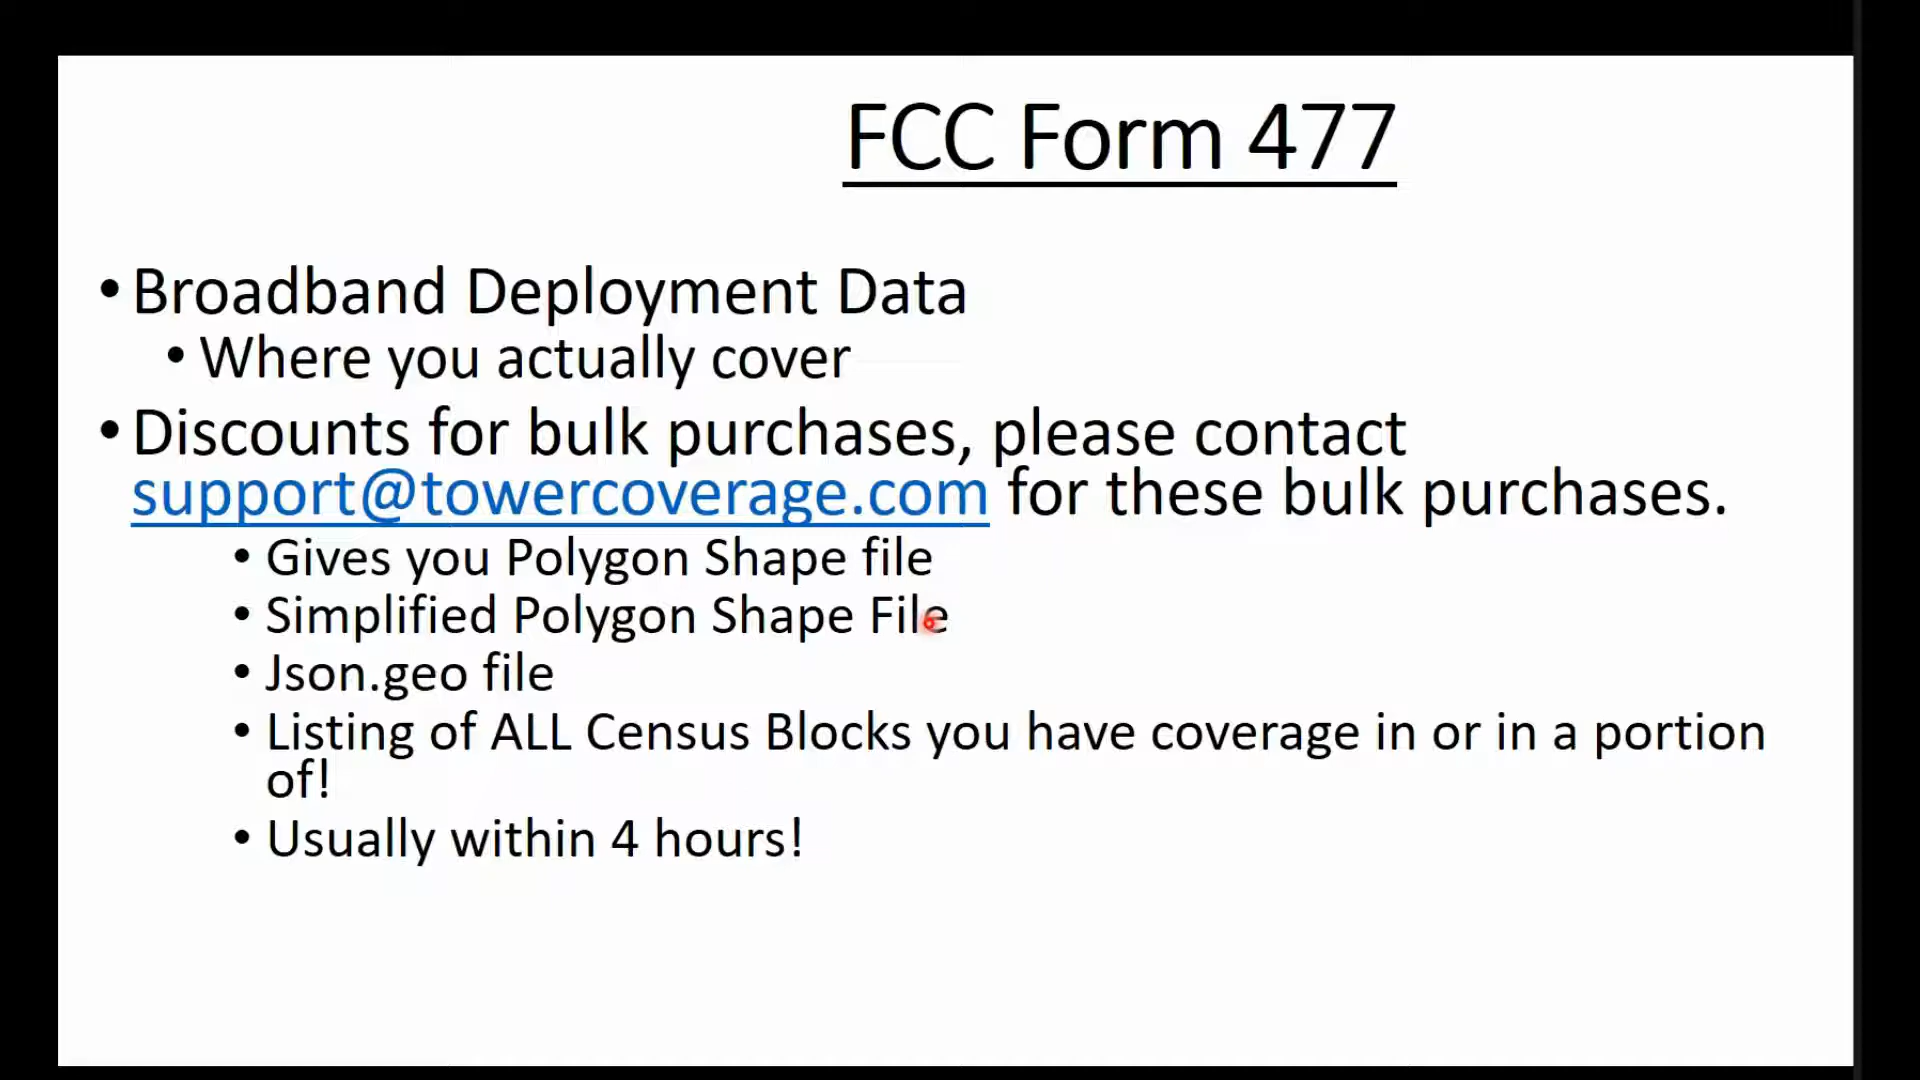 FCC Form 477
• Broadband Deployment Data
• Where you actually cover
• Discounts for bulk purchases, please contact
support@towercoverage.com for these bulk purchases.
• Gives you Polygon Shape file
• Simplified Polygon Shape File
• Json.geo file
• Listing of ALL Census Blocks you have coverage in or in a portion
of!
• Usually within 4 hours!